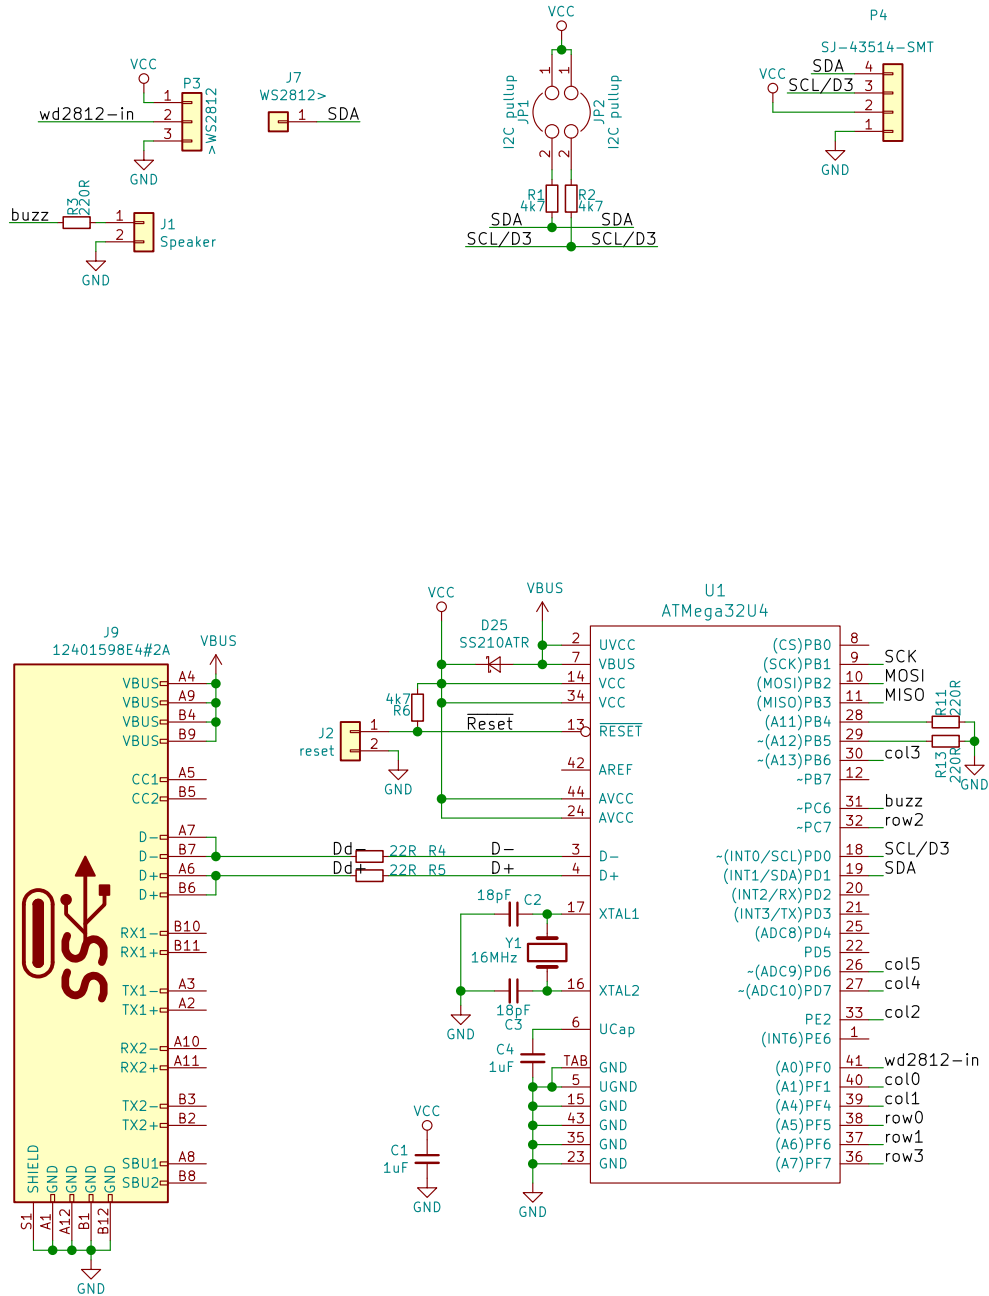 VCC
P3
1
wd2812-in
2
3
>WS2812
GND
J7
WS2812>
1
SDA
buzz
R3
220R
1
2
J1
Speaker
GND
VCC
1
1
I2C pullup
JP1
JP2
I2C pullup
2
2
R1
4k7
R2
4k7
SDA
SDA
SCL/D3
SCL/D3
P4
SJ-43514-SMT
VCC
SDA
4
SCL/D3
3
2
1
GND
J9
12401598E4#2A
VBUS
VBUS
A4
VBUS
A9
VBUS
B4
VBUS
B9
CC1
A5
CC2
B5
D-
A7
D-
B7
D+
A6
D+
B6
RX1-
B10
RX1+
B11
TX1-
A3
TX1+
A2
RX2-
A10
RX2+
A11
TX2-
B3
TX2+
B2
SBU1
A8
SBU2
B8
SS
SHIELD
GND
GND
GND
GND
S1
A1
A12
B1
B12
GND
Dd-
22R
R4
D-
Dd+
22R
R5
D+
VCC
D25
SS210ATR
VBUS
4k7
R6
J2
reset
1
2
GND
Reset
18pF
C2
Y1
16MHz
18pF
C3
GND
C4
1uF
VCC
C1
1uF
GND
GND
U1
ATMega32U4
2
UVCC
7
VBUS
14
VCC
34
VCC
13
RESET
42
AREF
44
AVCC
24
AVCC
3
D-
4
D+
17
XTAL1
16
XTAL2
6
UCap
TAB
GND
5
UGND
15
GND
43
GND
35
GND
23
GND
(CS)PB0
8
(SCK)PB1
9
SCK
(MOSI)PB2
10
MOSI
(MISO)PB3
11
MISO
(A11)PB4
28
~(A12)PB5
29
~(A13)PB6
30
col3
~PB7
12
~PC6
31
buzz
~PC7
32
row2
~(INT0/SCL)PD0
18
SCL/D3
(INT1/SDA)PD1
19
SDA
(INT2/RX)PD2
20
(INT3/TX)PD3
21
(ADC8)PD4
25
PD5
22
~(ADC9)PD6
26
col5
~(ADC10)PD7
27
col4
PE2
33
col2
(INT6)PE6
1
(A0)PF0
41
wd2812-in
(A1)PF1
40
col0
(A4)PF4
39
col1
(A5)PF5
38
row0
(A6)PF6
37
row1
(A7)PF7
36
row3
R11
220R
R13
220R
GND